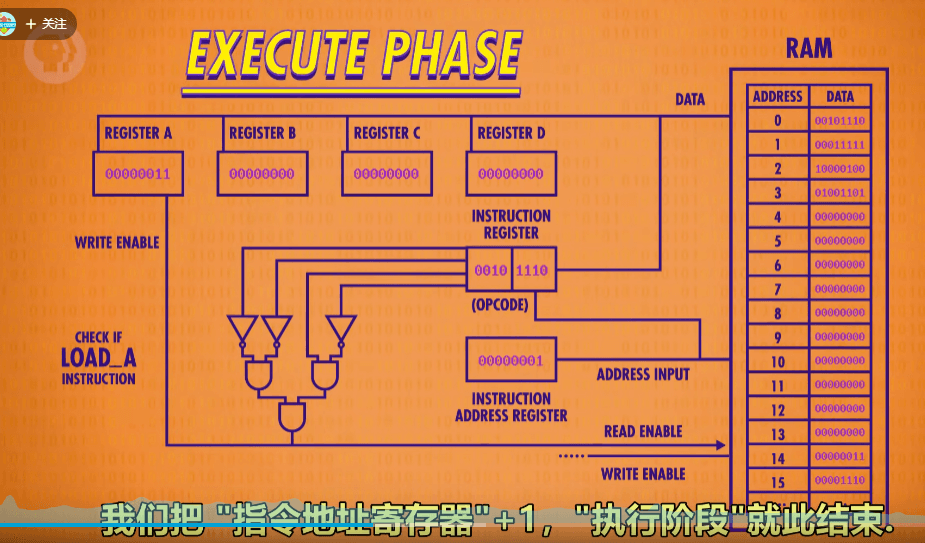 + 关注
EXECUTE PHASE
RAM
DATA
ADDRESS DATA
REGISTER A REGISTER B REGISTER C REGISTER D
00000011 00000000 00000000 00000000
0 00101110
1 00011111
2 10000100
3 01001101
4 00000000
5 00000000
6 00000000
7 00000000
8 00000000
9 00000000
10 00000000
11 00000000
12 00000000
13 00000000
14 00000011
15 00001110
WRITE ENABLE
INSTRUCTION
REGISTER
0010 1110
(OPCODE)
CHECK IF
LOAD_A
INSTRUCTION
00000001
ADDRESS INPUT
INSTRUCTION
ADDRESS REGISTER
READ ENABLE
WRITE ENABLE
我们把 "指令地址寄存器"+1，"执行阶段"就此结束.